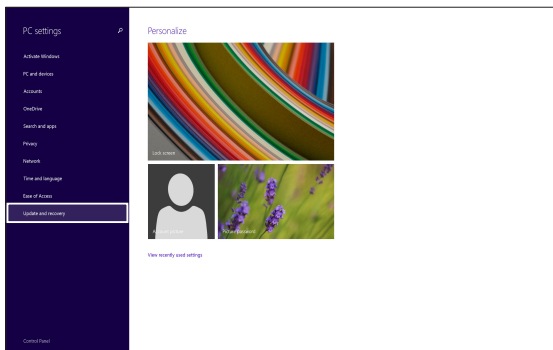 PC settings
Activate Windows
PC and devices
Accounts
OneDrive
Search and apps
Privacy
Network
Time and language
Ease of Access
Update and recovery
Control Panel
Personalize
Lock screen
Account picture
Picture password
View recently used settings